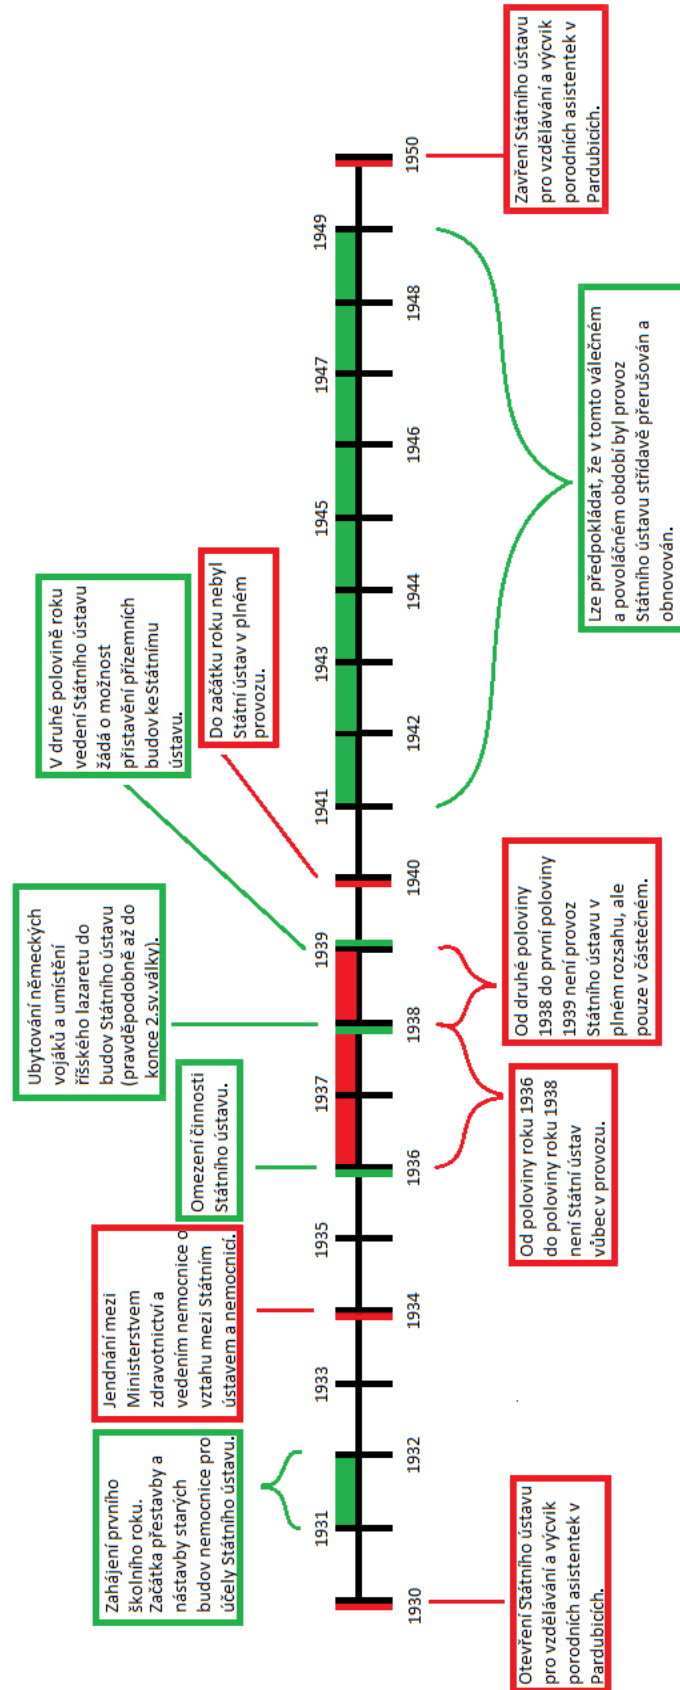 Zahájení prvního
školního roku.
Začátka přestavby a
nástavby starých
budov nemocnice pro
účely Státního ústavu.
Jendnání mezi
Ministerstvem
zdravotnictví a
vedením nemocnice o
vztahu mezi Státním
ústavem a nemocnicí.
Omezení činnosti
Státního ústavu.
Ubytování německých
vojáků a umístění
říšského lazaretu do
budov Státního ústavu
(pravděpodobně až do
konce 2.sv.války).
V druhé polovině roku
vedení Státního ústavu
žádá o možnost
přistavění přízemních
budov keStátnímu
ústavu.
Do začátku roku nebyl
Státní ústav v plném
provozu.
1930
1931
1932
1933
1934
1935
1936
1937
1938
1939
1940
1941
1942
1943
1944
1945
1946
1947
1948
1949
1950
Otevření Státního ústavu
pro vzdělávání a výcvik
porodních asistentek v
Pardubicích.
Od poloviny roku 1936
do poloviny roku 1938
není Státní ústav
vůbec v provozu.
Od druhé poloviny
1938 do první poloviny
1939 není provoz
Státního ústavu v
plném rozsahu, ale
pouze v částečném.
Lze předpokládat, že v tomto válečném
a povoláčném období byl provoz
Státního ústavu střídavě přerušován a
obnovován.
Zavření Státního ústavu
pro vzdělávání a výcvik
porodních asistentek v
Pardubicích.